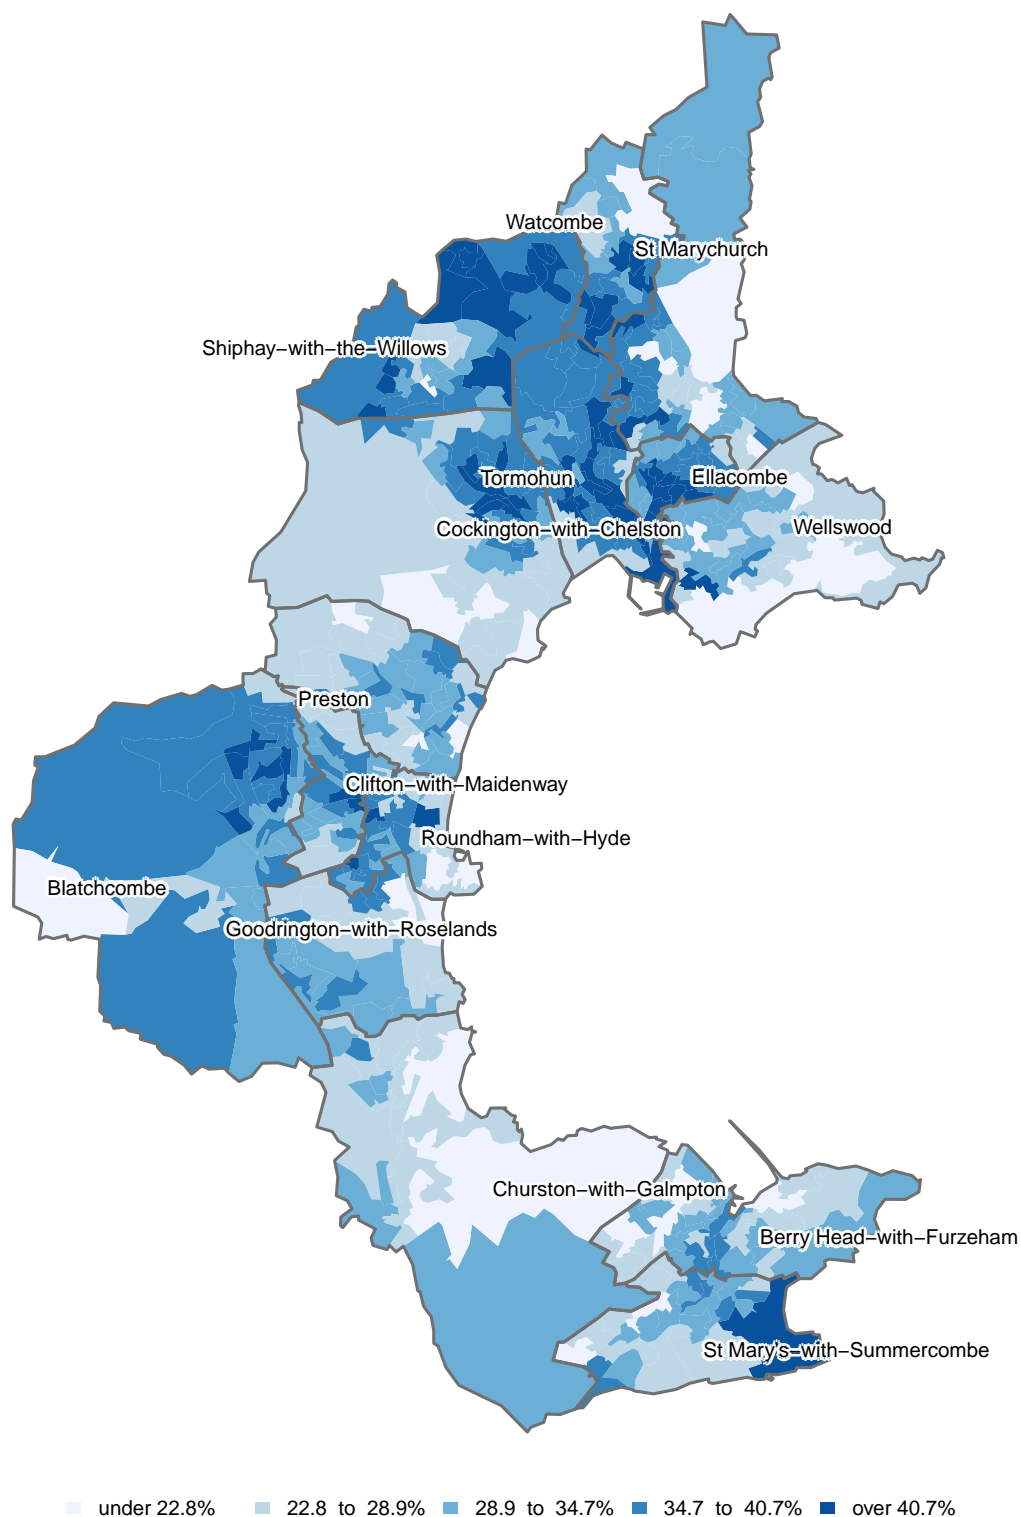 Watcombe
St Marychurch
Shiphay−with−the−Willows
Tormohun
Ellacombe
Cockington−with−Chelston
Wellswood
Preston
Clifton−with−Maidenway
Roundham−with−Hyde
Blatchcombe
Goodrington−with−Roselands
Churston−with−Galmpton
Berry Head−with−Furzeham
St Mary's−with−Summercombe
under 22.8% 22.8 to 28.9% 28.9 to 34.7% 34.7 to 40.7% over 40.7%